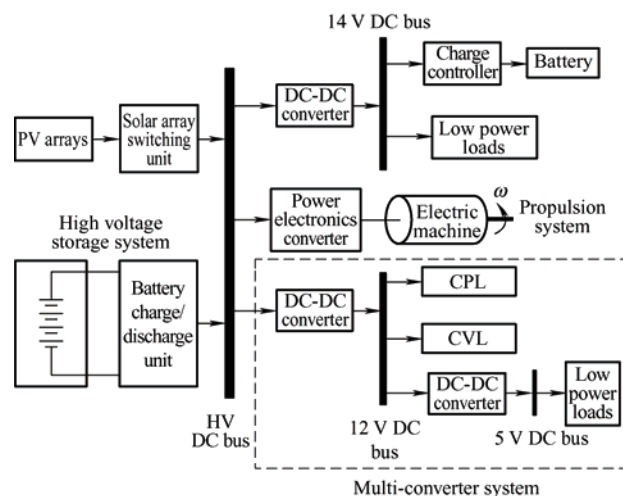 14 V DC bus
Charge
controller
Battery
DC-DC
converter
Solar array
switching
unit
PV arrays
Low power
loads
Power
electronics
converter
Electric
machine
ω
Propulsion
system
High voltage
storage system
Battery
charge/
discharge
unit
DC-DC
converter
CPL
CVL
DC-DC
converter
Low
power
loads
HV
DC bus
12 V DC
bus
5 V DC bus
Multi-converter system